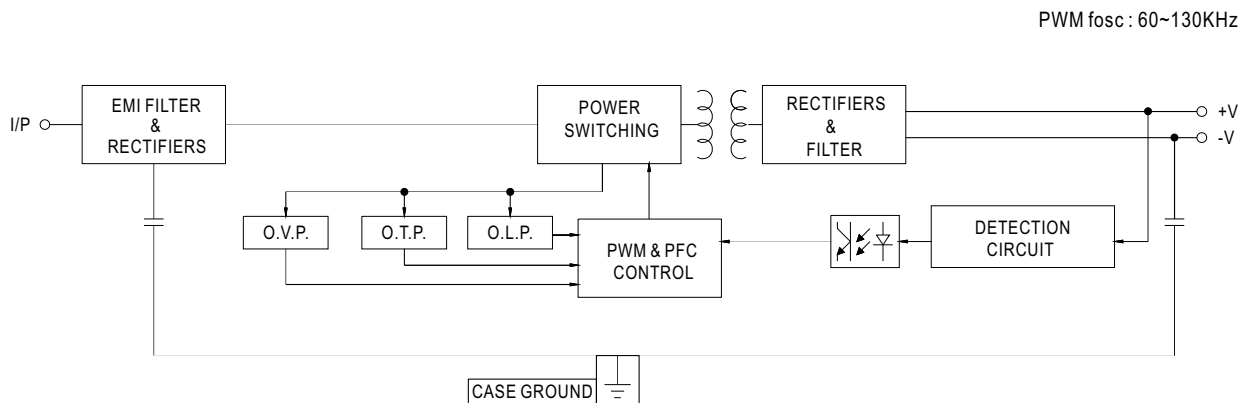 PWM fosc : 60~130KHz
I/P
EMI FILTER
&
RECTIFIERS
POWER
SWITCHING
RECTIFIERS
&
FILTER
+V
-V
O.V.P.
O.T.P.
O.L.P.
PWM & PFC
CONTROL
DETECTION
CIRCUIT
CASE GROUND